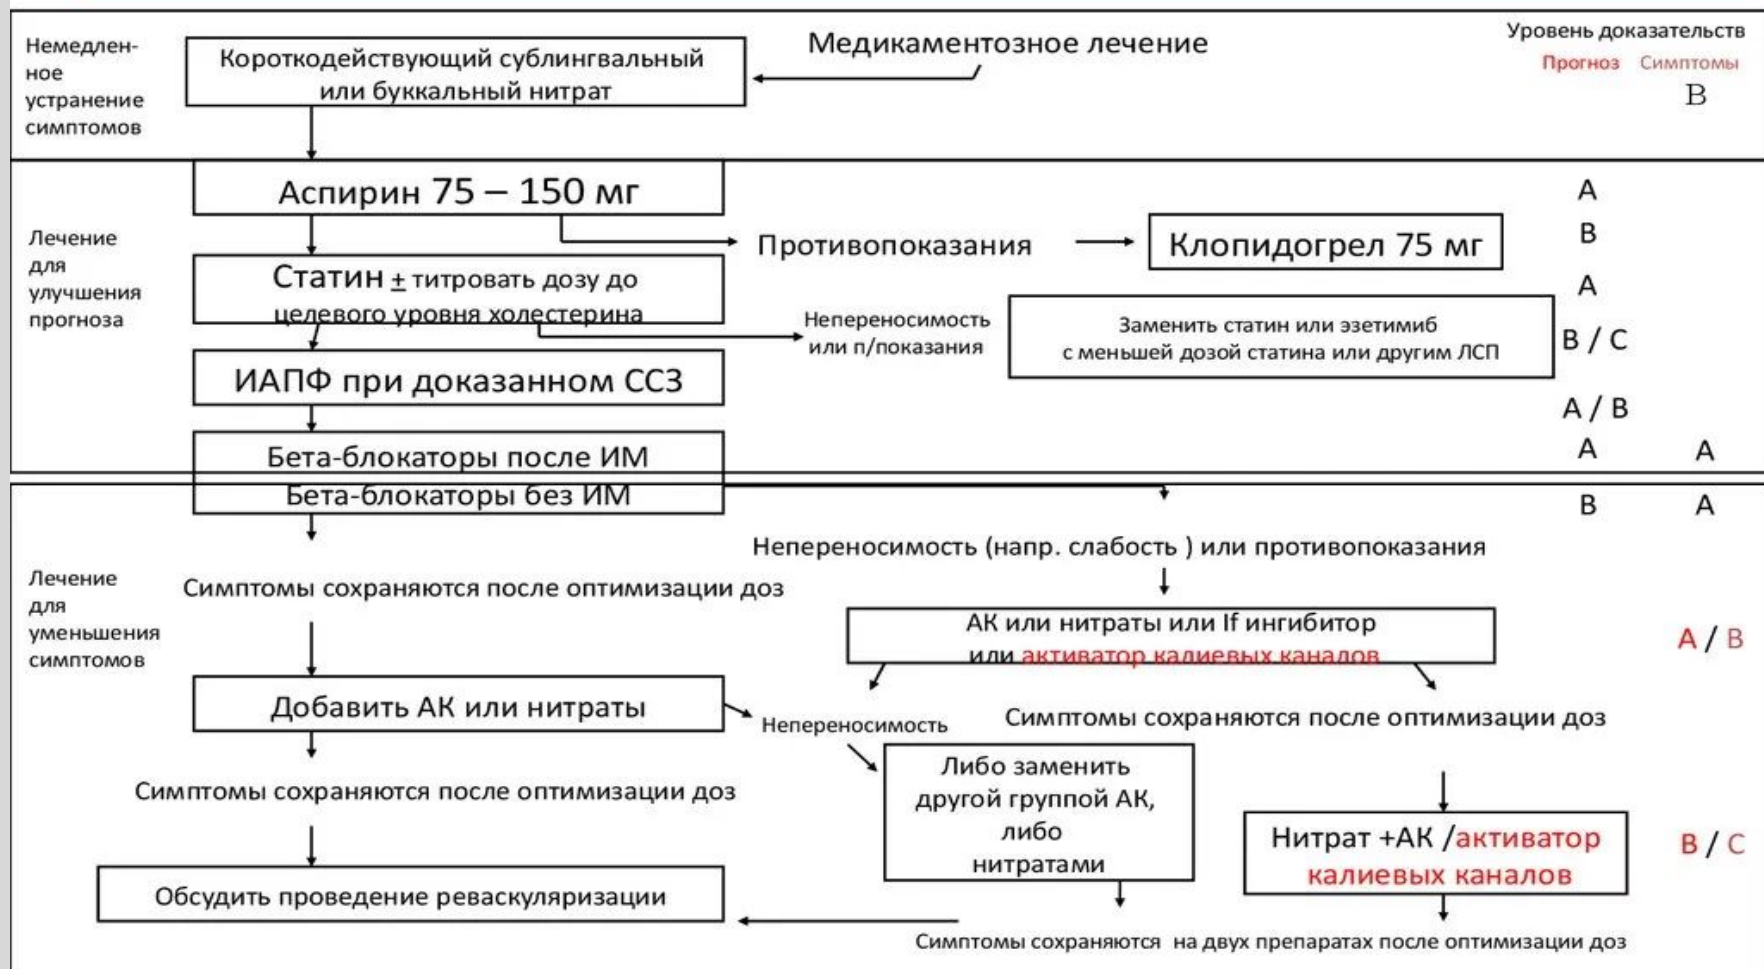 Немедлен-
ное
устранение
симптомов
Короткодействующий сублингвальный
или буккальный нитрат
Медикаментозное лечение
Уровень доказательств
Прогноз Симптомы
B
Лечение
для
улучшения
прогноза
Аспирин 75 – 150 мг
A
Противопоказания
Клопидогрел 75 мг
B
Статин ± титровать дозу до
целевого уровня холестерина
A
Непереносимость
или п/показания
Заменить статин или эзетимиб
с меньшей дозой статина или другим ЛСП
B / C
ИАПФ при доказанном ССЗ
A / B
Бета-блокаторы после ИМ
A A
Бета-блокаторы без ИМ
B A
Лечение
для
уменьшения
симптомов
Непереносимость (напр. слабость ) или противопоказания
Симптомы сохраняются после оптимизации доз
АК или нитраты или If ингибитор
или активатор калиевых каналов
A / B
Добавить АК или нитраты
Непереносимость
Симптомы сохраняются после оптимизации доз
Симптомы сохраняются после оптимизации доз
Либо заменить
другой группой АК,
либо
нитратами
Нитрат +АК /активатор
калиевых каналов
B / C
Обсудить проведение реваскуляризации
Симптомы сохраняются на двух препаратах после оптимизации доз